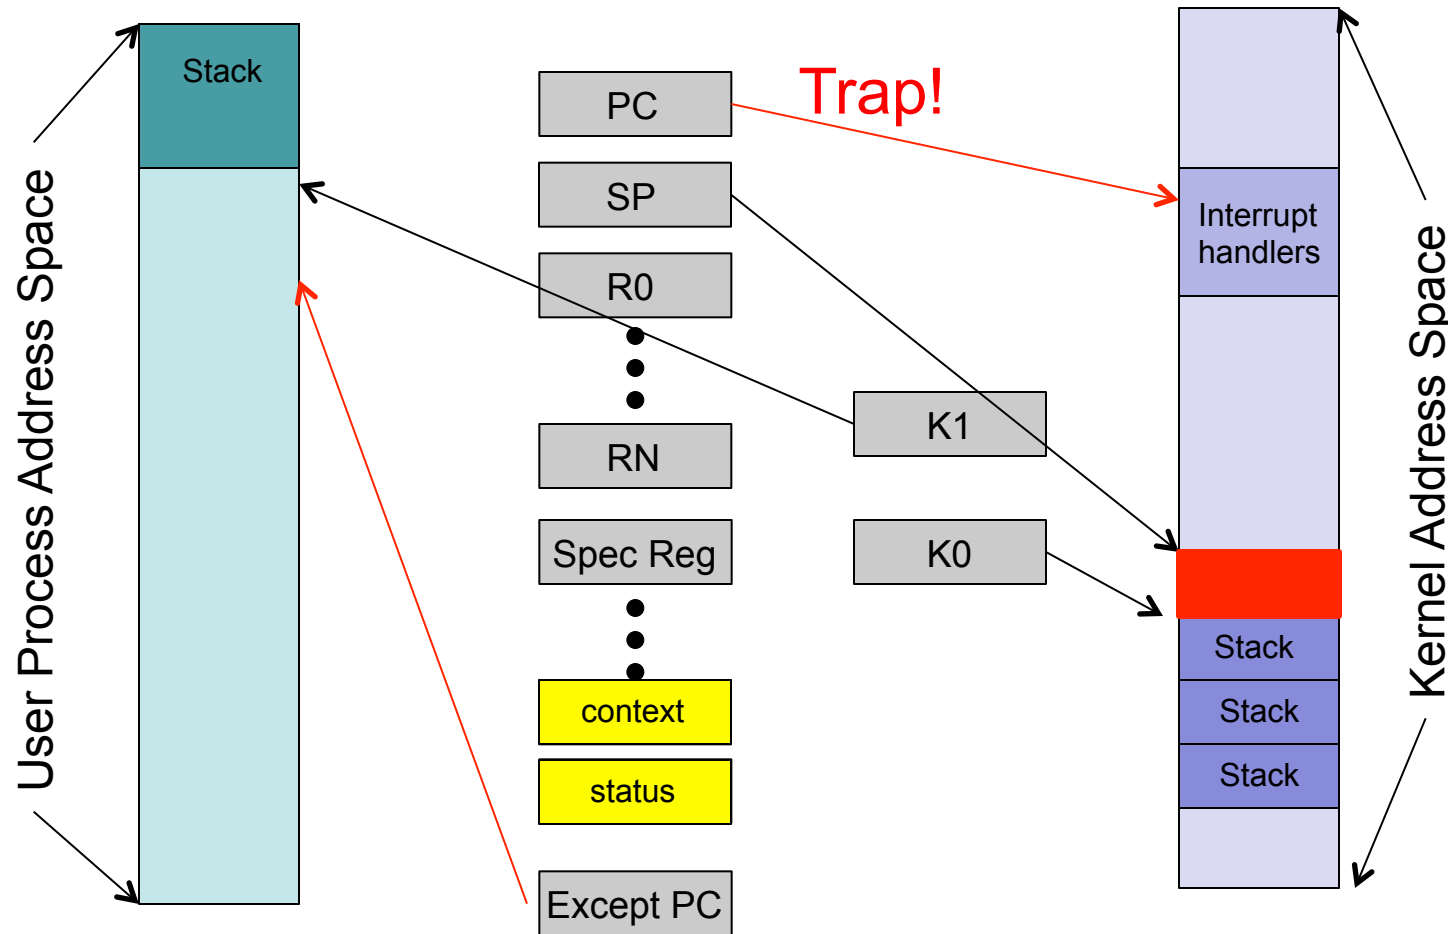 User Process Address Space
Stack
PC
SP
R0
RN
Spec Reg
context
status
Except PC
Trap!
K1
K0
Interrupt
handlers
Stack
Stack
Stack
Kernel Address Space